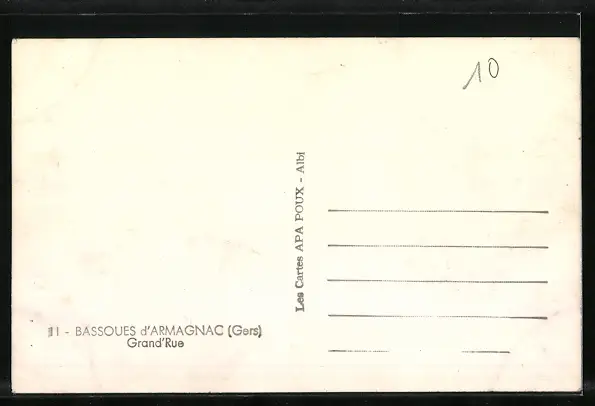 10
Les Cartes APA POUX - Albi
11 - BASSOUES d'ARMAGNAC (Gers)
Grand'Rue